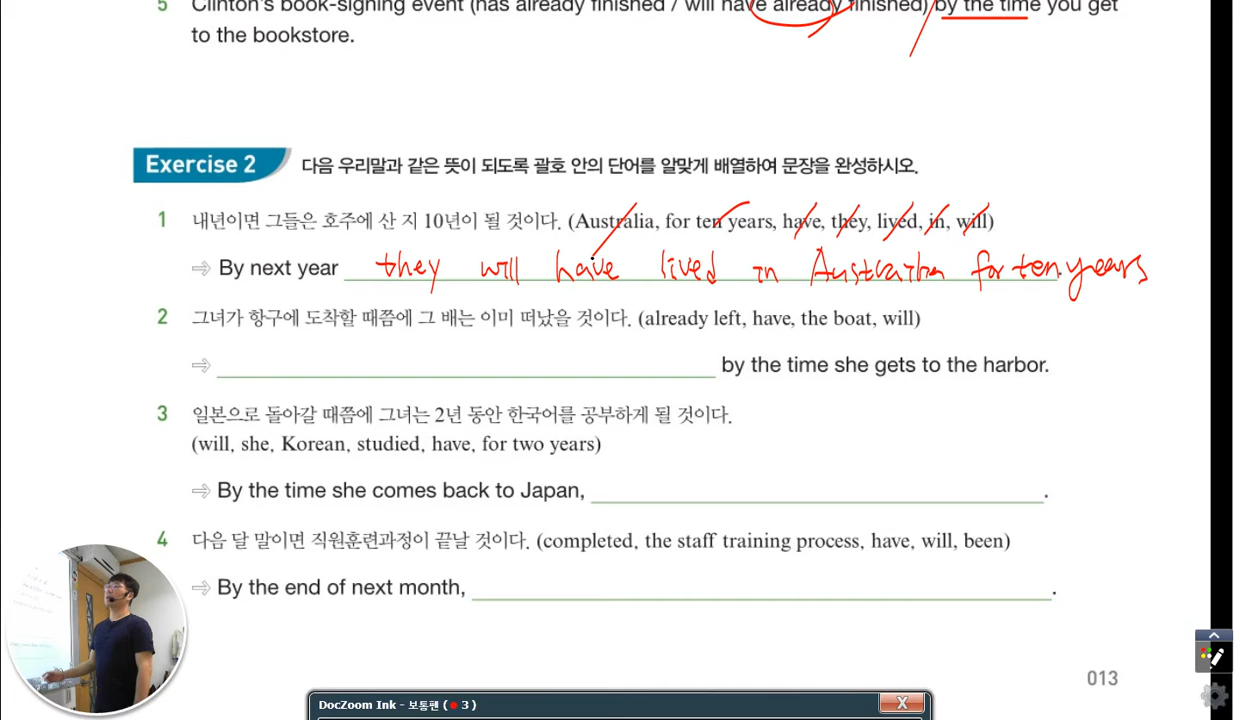 5 Clinton's book-signing event (has already finished / will have already finished) by the time you get
to the bookstore.
Exercise 2 다음 우리말과 같은 뜻이 되도록 괄호 안의 단어를 알맞게 배열하여 문장을 완성하시오.
1 내년이면 그들은 호주에 산 지 10년이 될 것이다. (Australia, for ten years, have, they, lived, in, will)
⇨ By next year they will have lived in Australia for ten years.
2 그녀가 항구에 도착할 때쯤에 그 배는 이미 떠났을 것이다. (already left, have, the boat, will)
⇨ by the time she gets to the harbor.
3 일본으로 돌아갈 때쯤에 그녀는 2년 동안 한국어를 공부하게 될 것이다.
(will, she, Korean, studied, have, for two years)
⇨ By the time she comes back to Japan, .
4 다음 달 말이면 직원훈련과정이 끝날 것이다. (completed, the staff training process, have, will, been)
⇨ By the end of next month, .
013
DocZoom Ink - 보통펜 ( 3 )